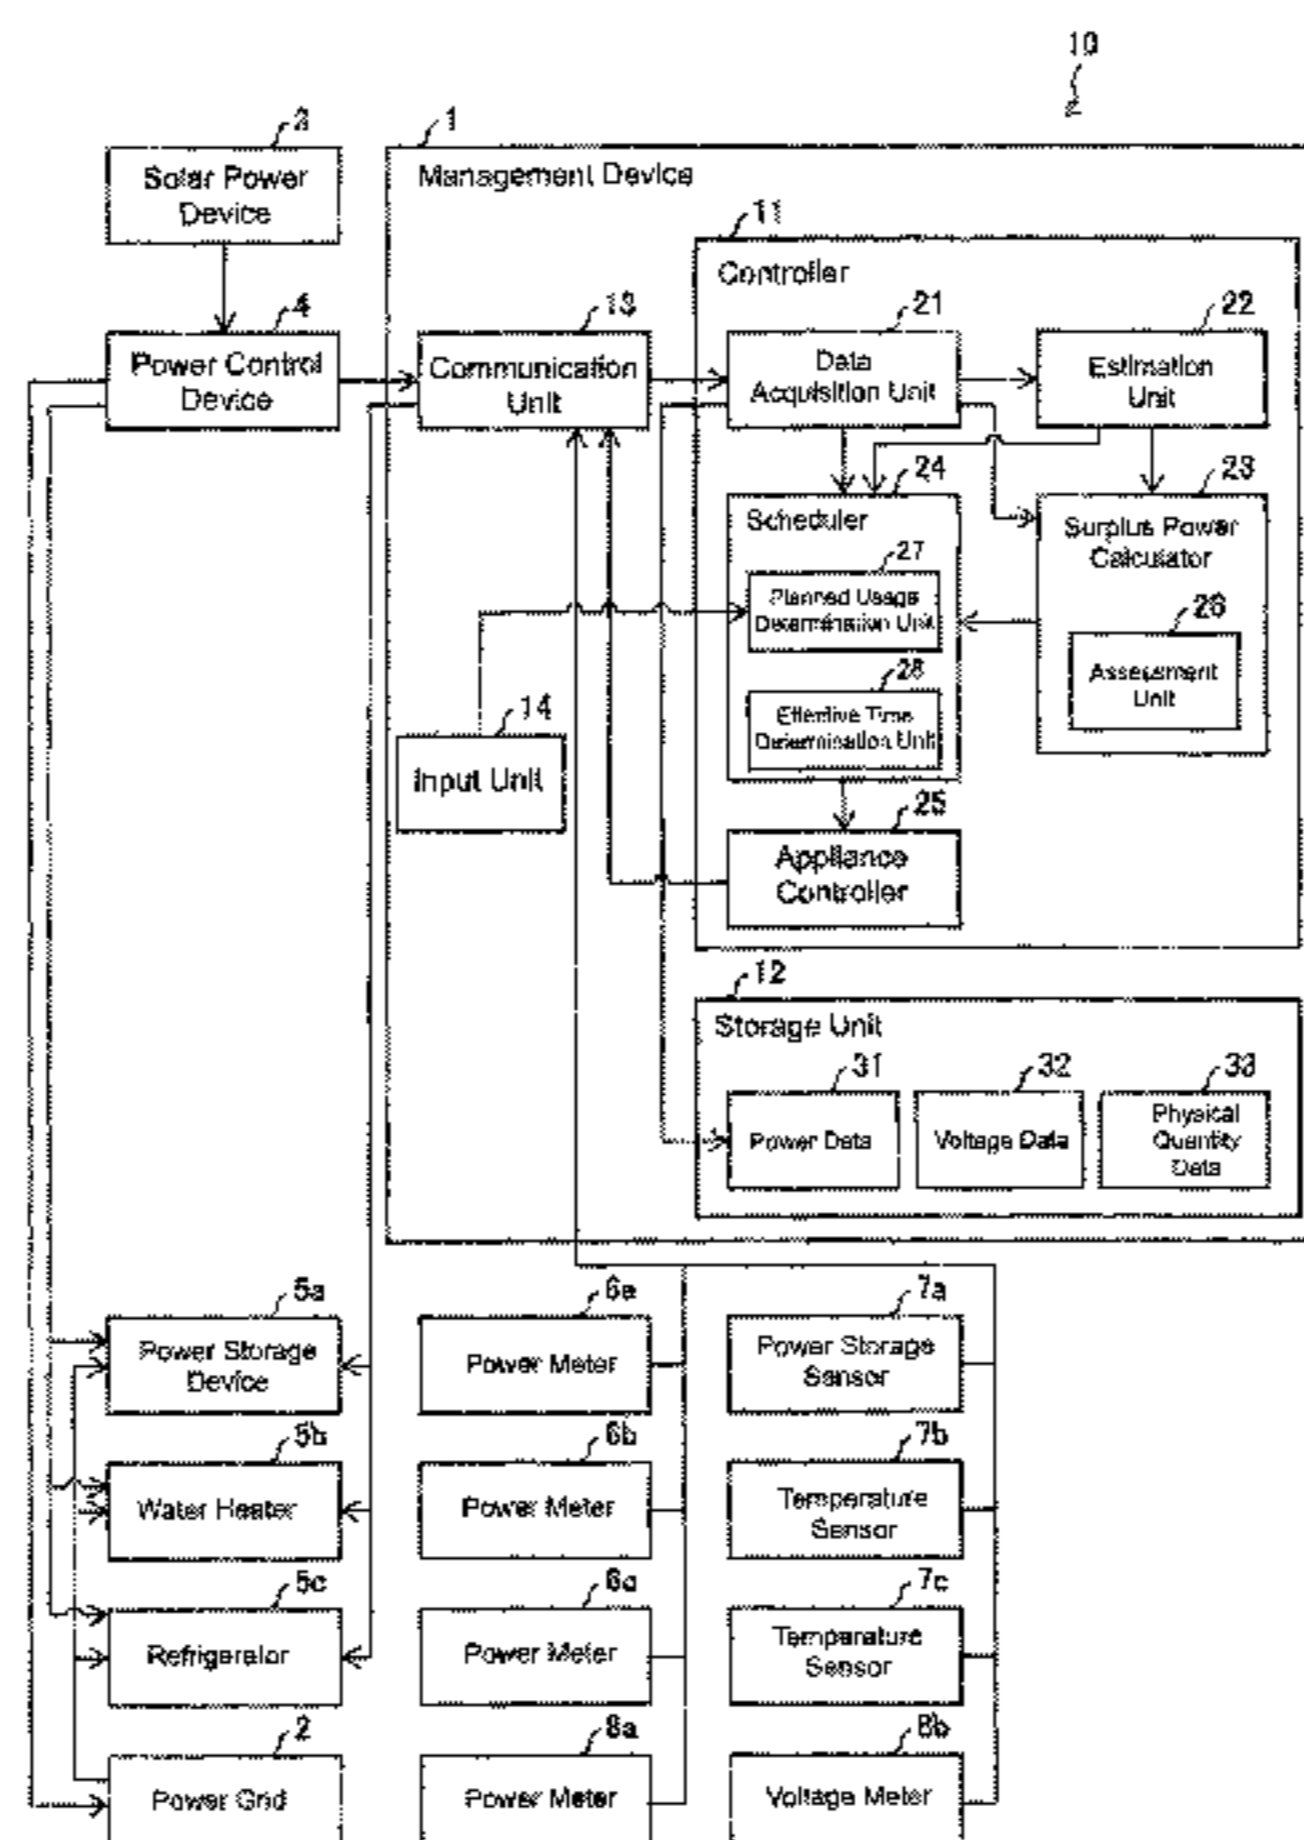 10
3
1
Solar Power
Device
Management Device
11
Controller
4
Power Control
Device
13
Communication
Unit
21
Data
Acquisition Unit
22
Estimation
Unit
24
Scheduler
27
Planned Usage
Determination Unit
28
Effective Time
Determination Unit
23
Surplus Power
Calculator
26
Assessment
Unit
14
Input Unit
25
Appliance
Controller
12
Storage Unit
31
Power Data
32
Voltage Data
33
Physical
Quantity
Data
5a
Power Storage
Device
6a
Power Meter
7a
Power Storage
Sensor
5b
Water Heater
6b
Power Meter
7b
Temperature
Sensor
5c
Refrigerator
6c
Power Meter
7c
Temperature
Sensor
2
Power Grid
8a
Power Meter
8b
Voltage Meter